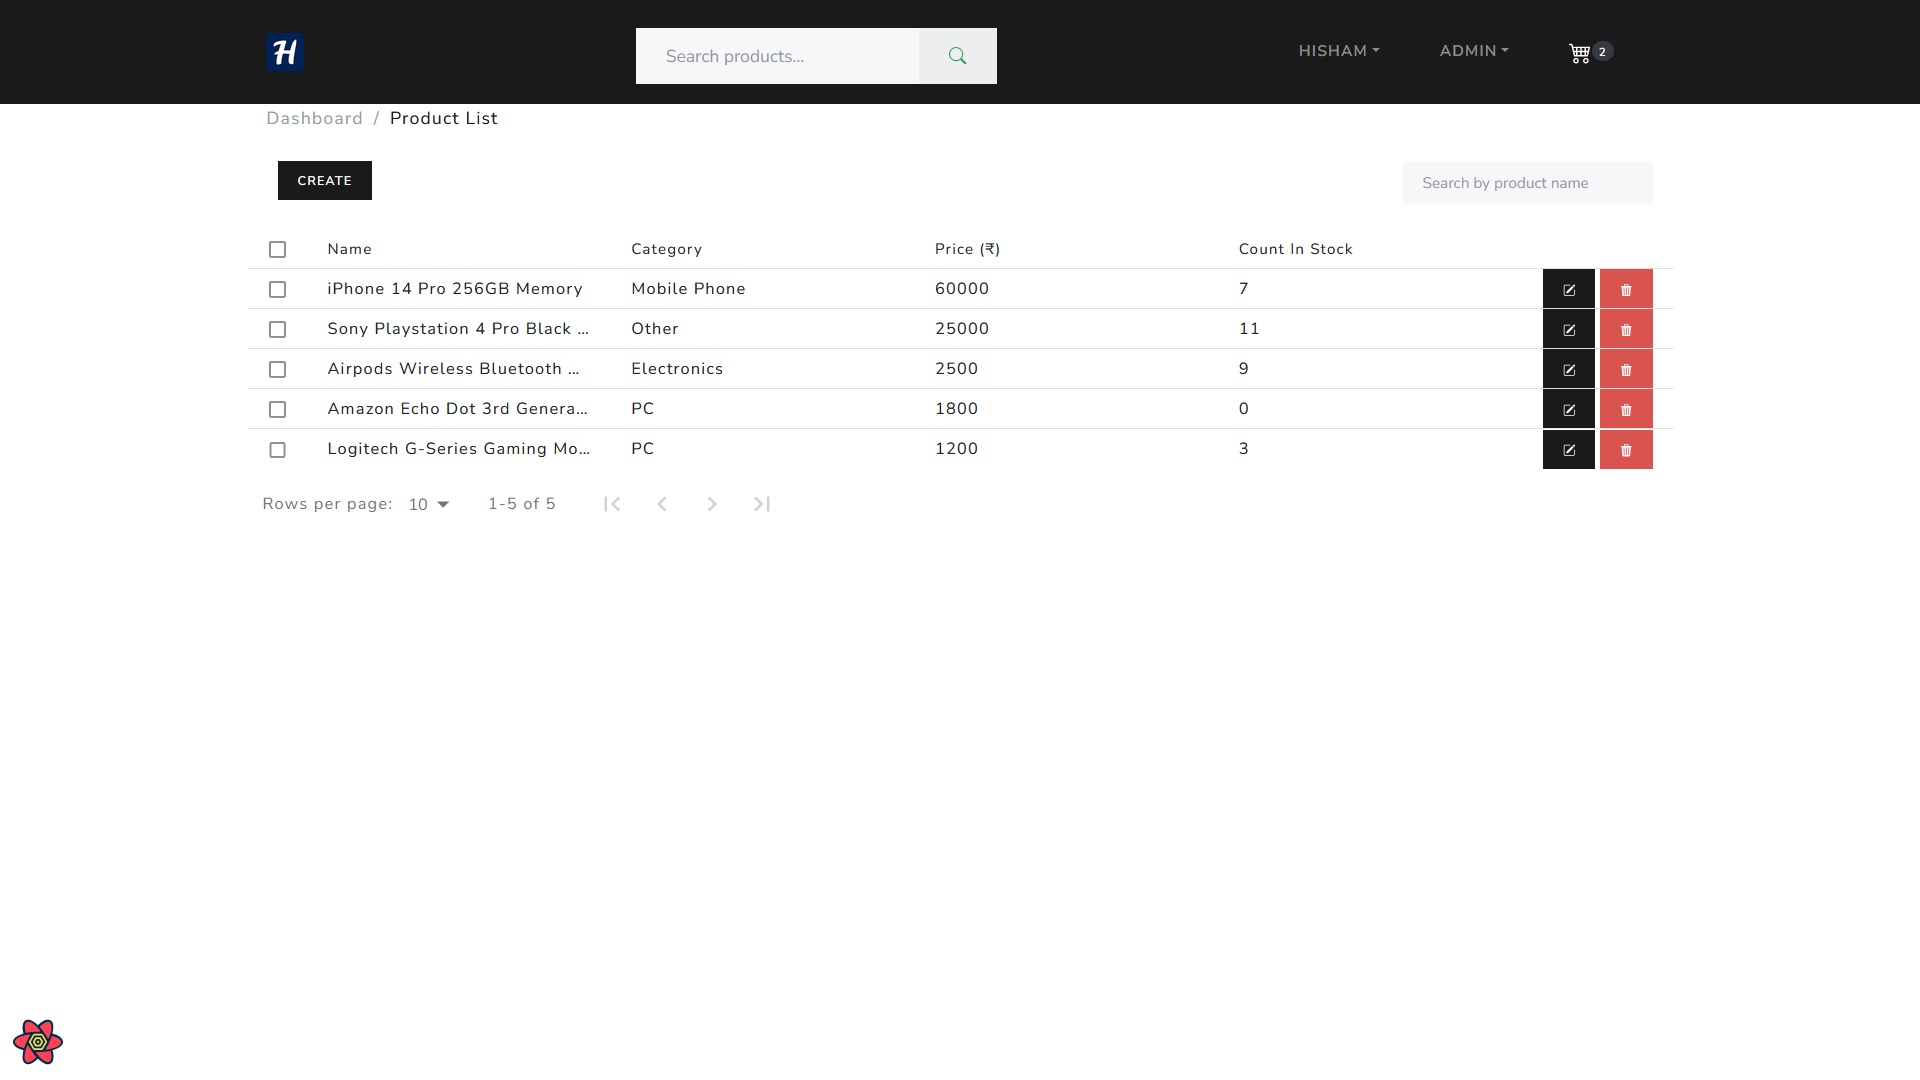 H
Search products...
HISHAM
ADMIN
2
Dashboard / Product List
CREATE
Search by product name
Name Category Price (₹) Count In Stock
iPhone 14 Pro 256GB Memory Mobile Phone 60000 7
Sony Playstation 4 Pro Black ... Other 25000 11
Airpods Wireless Bluetooth ... Electronics 2500 9
Amazon Echo Dot 3rd Genera... PC 1800 0
Logitech G-Series Gaming Mo... PC 1200 3
Rows per page: 10 1-5 of 5